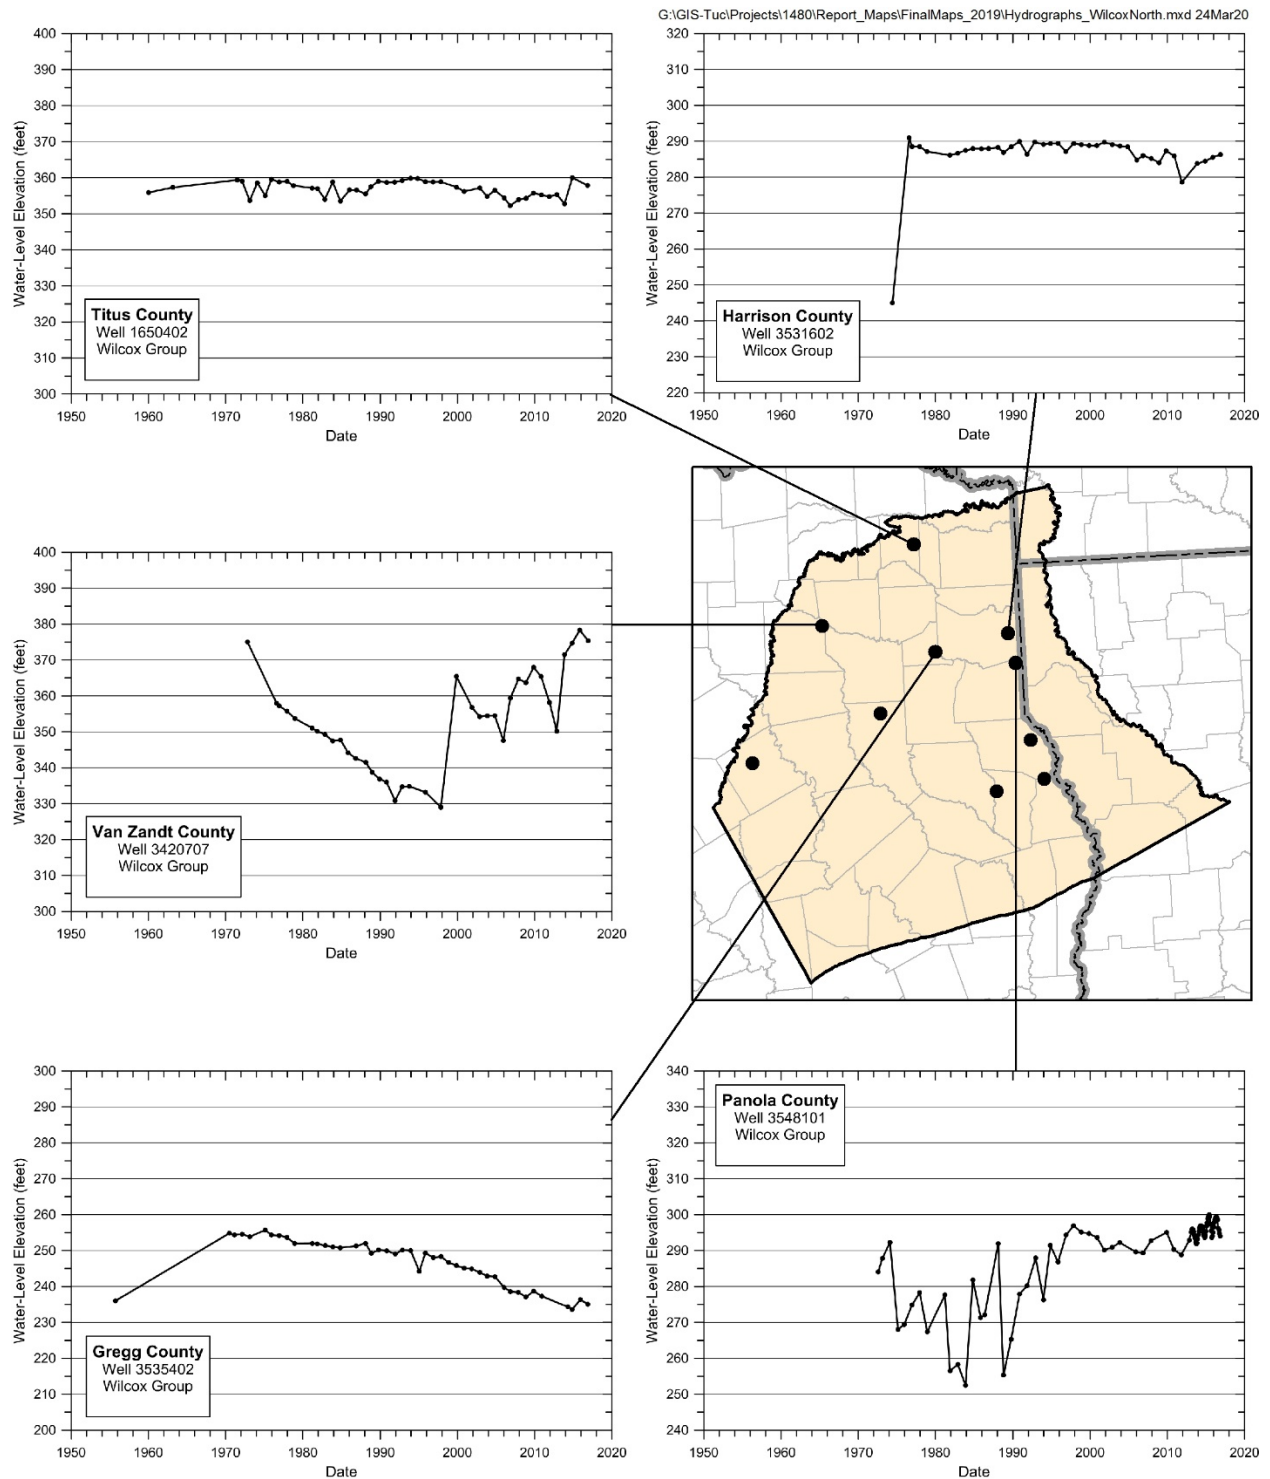 G:\GIS-Tuc\Projects\1480\Report_Maps\FinalMaps_2019\Hydrographs_WilcoxNorth.mxd 24Mar20
Water-Level Elevation (feet)
400
390
380
370
360
350
340
330
320
310
300
Titus County
Well 1650402
Wilcox Group
1950 1960 1970 1980 1990 2000 2010 2020
Date
Water-Level Elevation (feet)
320
310
300
290
280
270
260
250
240
230
220
Harrison County
Well 3531602
Wilcox Group
1950 1960 1970 1980 1990 2000 2010 2020
Date
Water-Level Elevation (feet)
400
390
380
370
360
350
340
330
320
310
300
Van Zandt County
Well 3420707
Wilcox Group
1950 1960 1970 1980 1990 2000 2010 2020
Date
Water-Level Elevation (feet)
300
290
280
270
260
250
240
230
220
210
200
Gregg County
Well 3535402
Wilcox Group
1950 1960 1970 1980 1990 2000 2010 2020
Date
Water-Level Elevation (feet)
340
330
320
310
300
290
280
270
260
250
240
Panola County
Well 3548101
Wilcox Group
1950 1960 1970 1980 1990 2000 2010 2020
Date